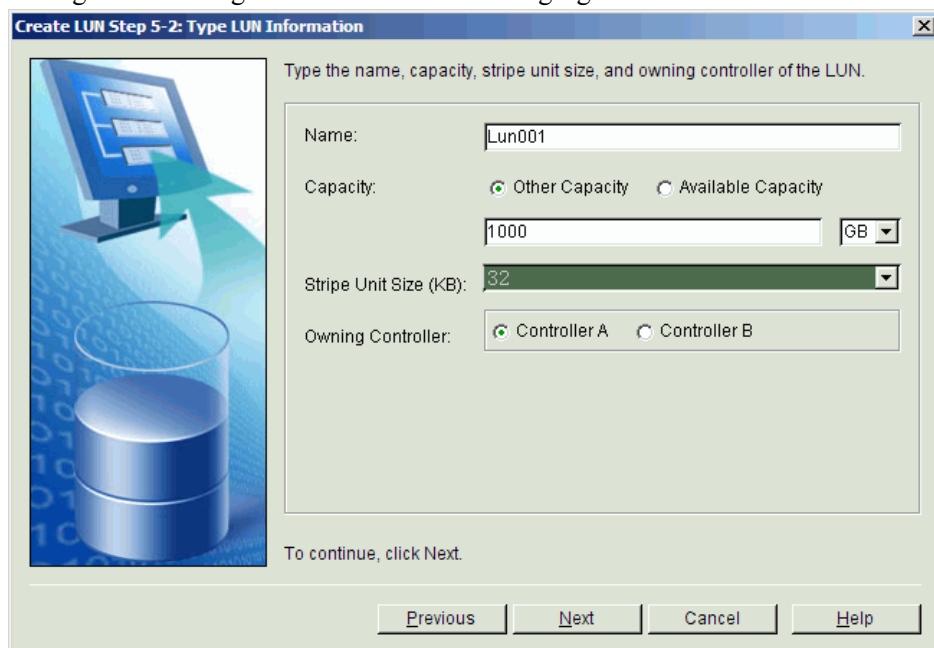 Create LUN Step 5-2: Type LUN Information
Type the name, capacity, stripe unit size, and owning controller of the LUN.
Name: Lun001
Capacity: Other Capacity Available Capacity
1000 GB
Stripe Unit Size (KB): 32
Owning Controller: Controller A Controller B
To continue, click Next.
Previous Next Cancel Help